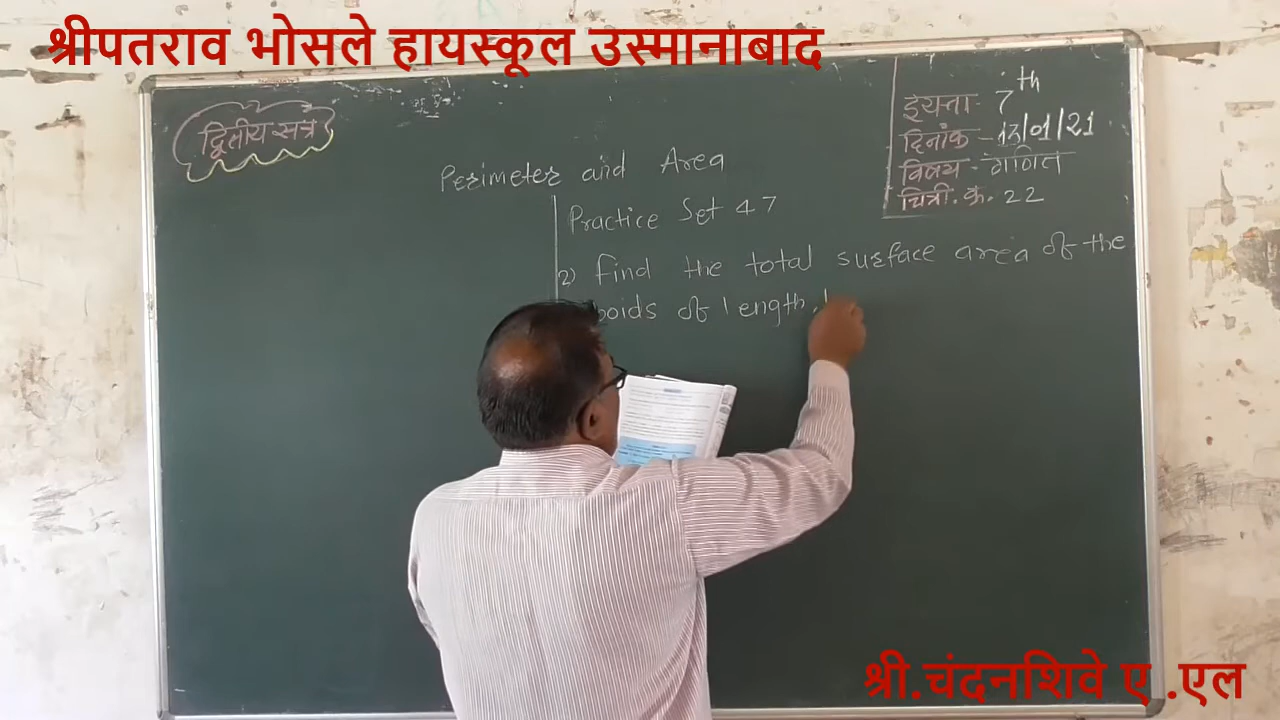 श्रीपतराव भोसले हायस्कूल उस्मानाबाद
द्वितीय सत्र
इयत्ता - 7th
दिनांक - 13/01/21
विषय - गणित
चित्री. क्र. 22
Perimeter and Area
Practice Set 47
2) find the total surface area of the
boids of length,
श्री.चंदनशिवे ए .एल